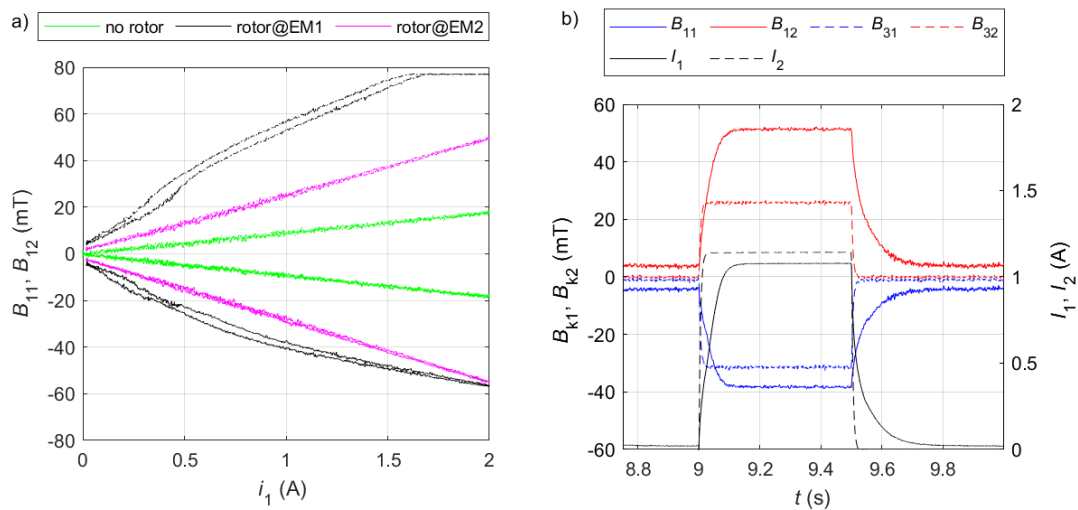 a)
no rotor rotor@EM1 rotor@EM2
80
60
40
20
0
-20
-40
-60
-80
0 0.5 1 1.5 2
B11, B12 (mT)
i1 (A)
b)
B11 B12 B31 B32
I1 I2
60
40
20
0
-20
-40
-60
2
1.5
1
0.5
0
8.8 9 9.2 9.4 9.6 9.8
Bk1, Bk2 (mT)
I1, I2 (A)
t (s)